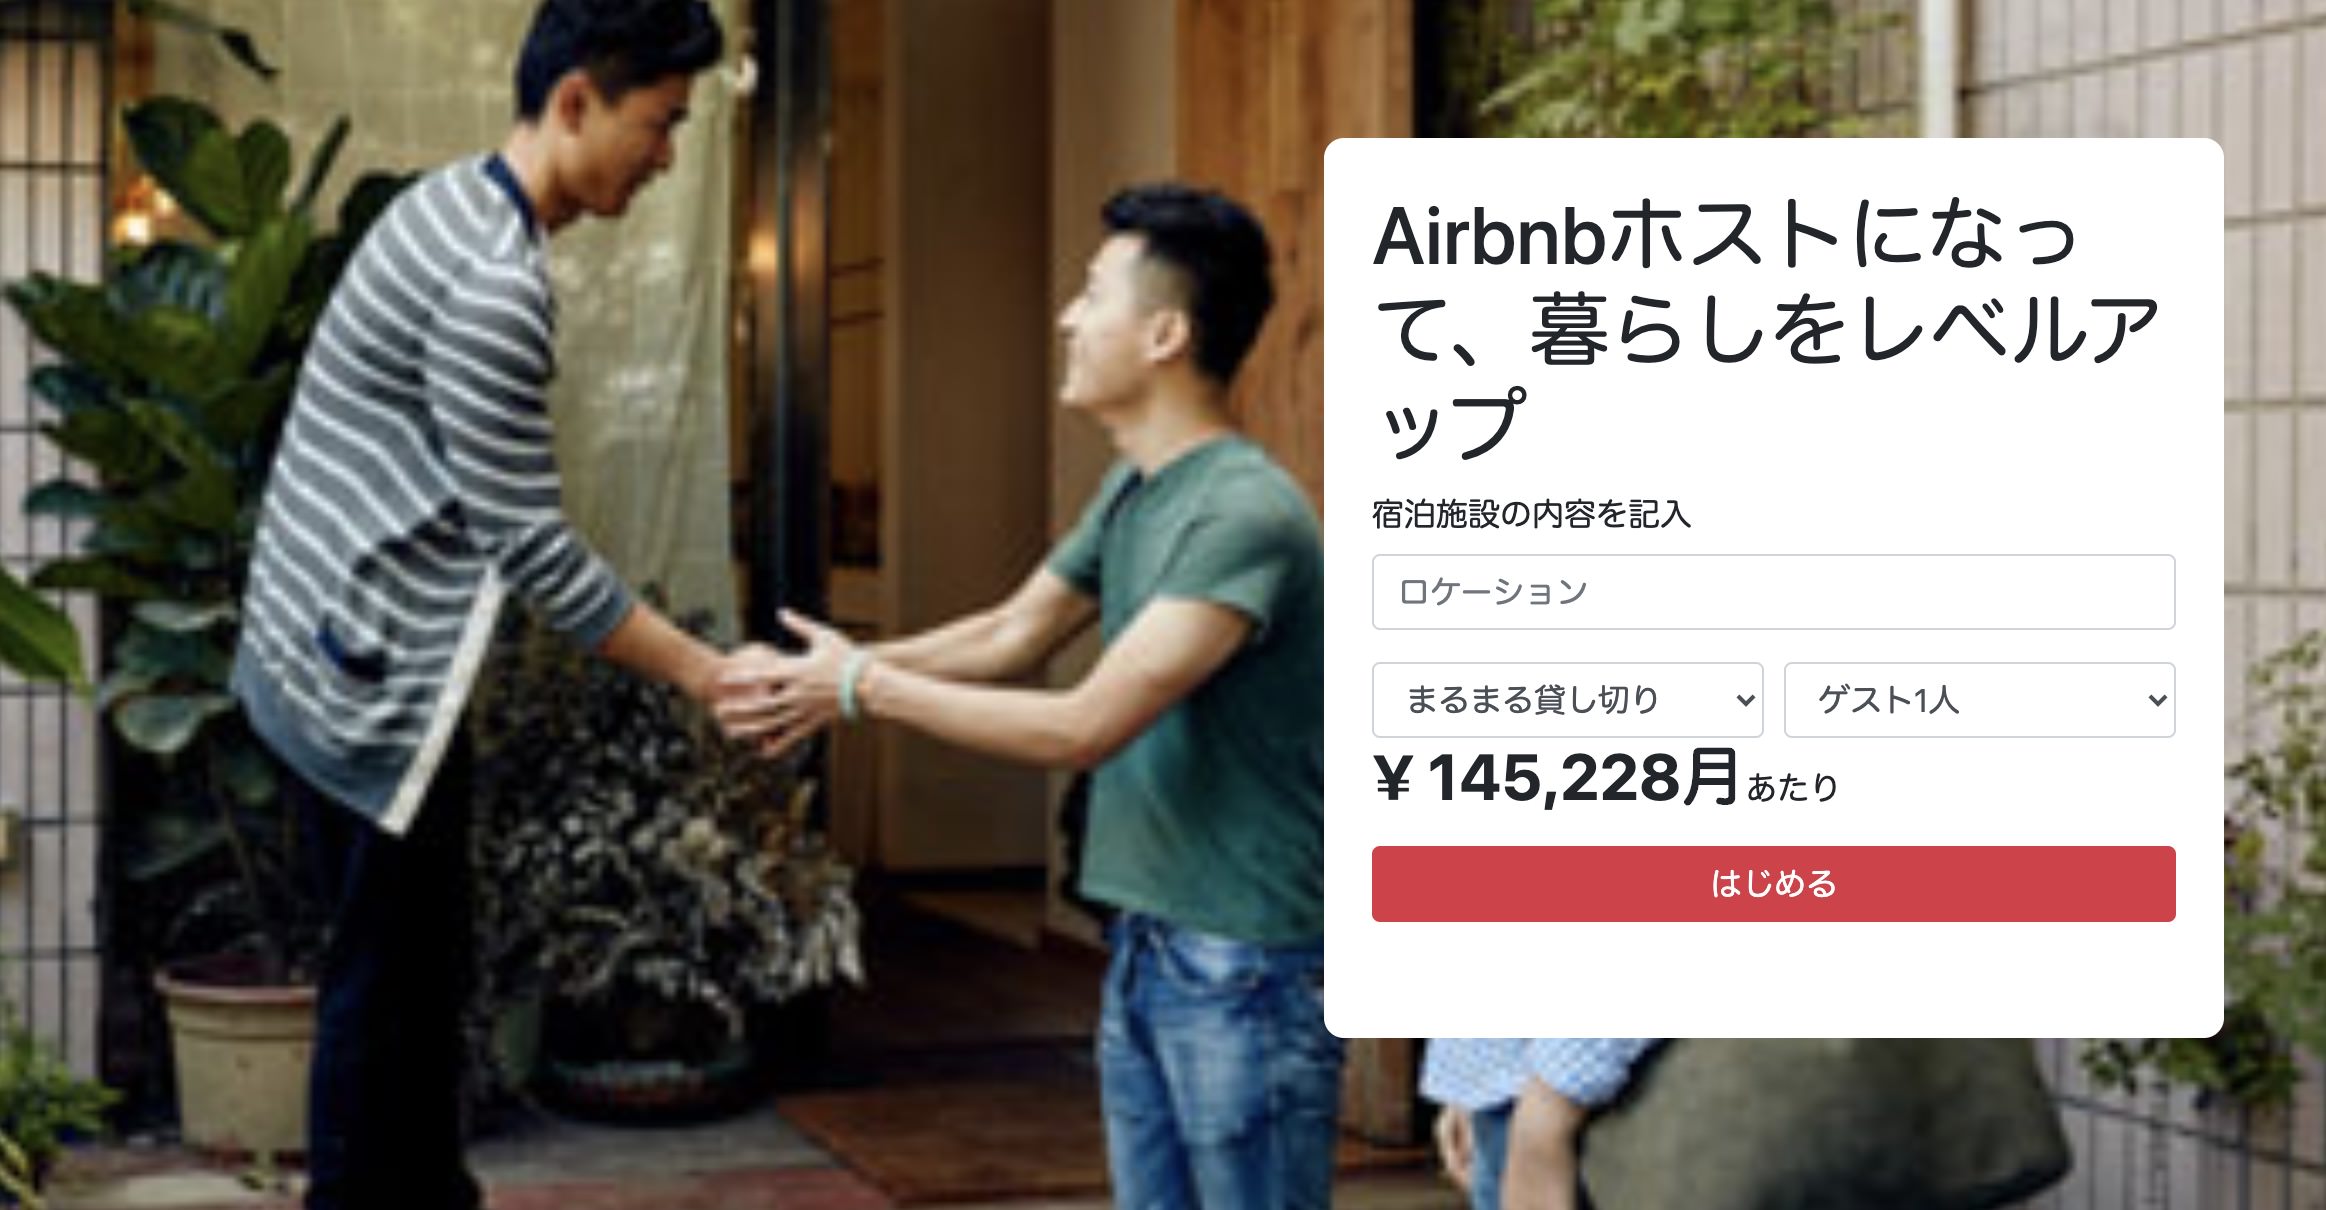 Airbnbホストになっ
て、暮らしをレベルア
ップ
宿泊施設の内容を記入
ロケーション
まるまる貸し切り
ゲスト1人
¥ 145,228月あたり
はじめる